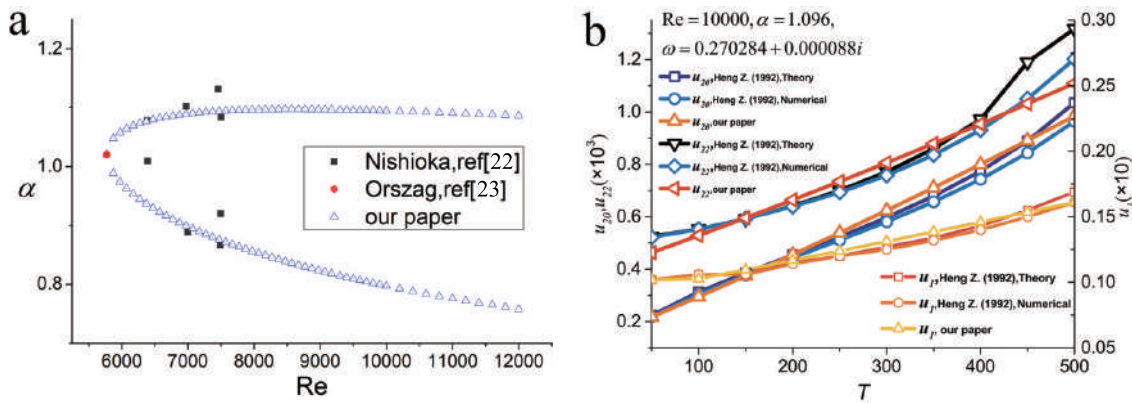 a
1.2
1.0
0.8
α
6000 7000 8000 9000 10000 11000 12000
Re
Nishioka,ref[22]
Orszag,ref[23]
our paper
b
Re=10000, α=1.096,
ω=0.270284+0.000088i
u20,Heng Z. (1992),Theory
u20,Heng Z. (1992),Numerical
u20,our paper
u22,Heng Z. (1992),Theory
u22,Heng Z. (1992),Numerical
u22,our paper
u1,Heng Z. (1992),Theory
u1,Heng Z. (1992),Numerical
u1, our paper
1.2
1.0
0.8
0.6
0.4
0.2
u20,u22(×10³)
100 200 300 400 500
T
0.30
0.25
0.20
0.15
0.10
0.05